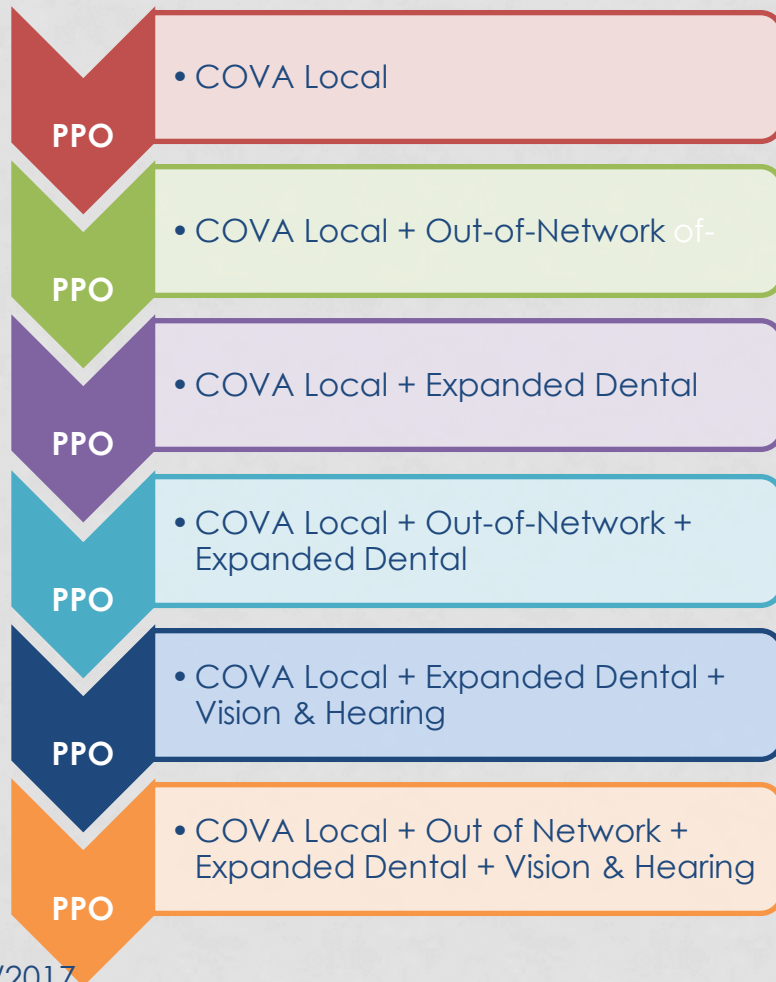 • COVA Local
PPO
• COVA Local + Out-of-Network of-
PPO
• COVA Local + Expanded Dental
PPO
• COVA Local + Out-of-Network +
Expanded Dental
PPO
• COVA Local + Expanded Dental +
Vision & Hearing
PPO
• COVA Local + Out of Network +
Expanded Dental + Vision & Hearing
PPO
/2017